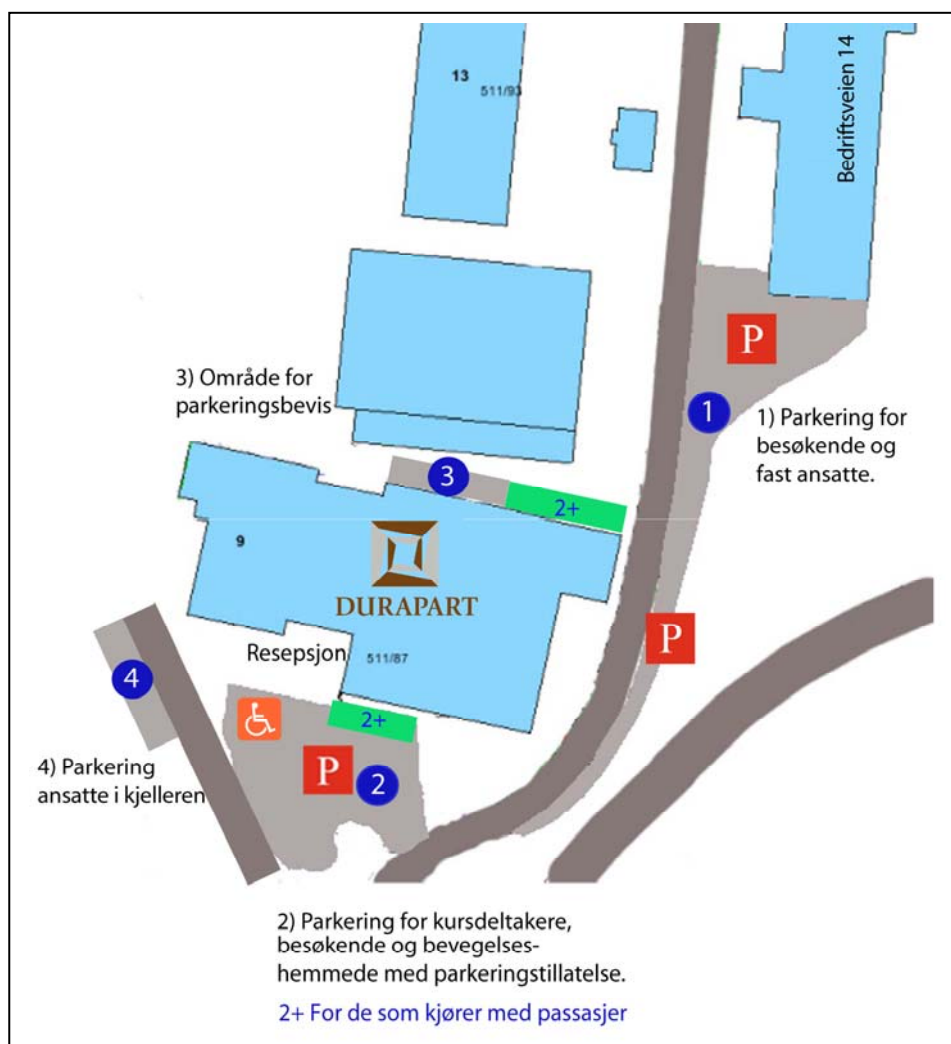 13
511/93
Bedriftsveien 14
P
3) Område for
parkeringsbevis
1
1) Parkering for
besøkende og
fast ansatte.
3
2+
9
DURAPART
P
Resepsjon
511/87
4
2+
4) Parkering
ansatte i kjelleren
P
2
2) Parkering for kursdeltakere,
besøkende og bevegelses-
hemmede med parkeringstillatelse.
2+ For de som kjører med passasjer